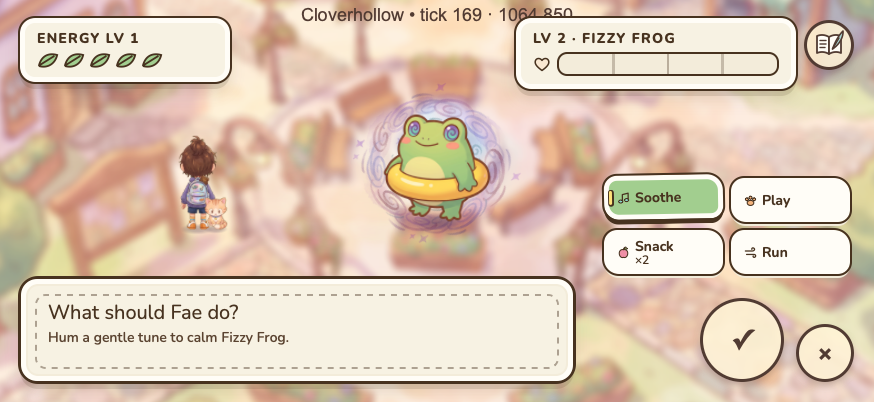 Cloverhollow • tick 169 · 1064,850
ENERGY LV 1
LV 2 · FIZZY FROG
Soothe
Play
Snack
×2
Run
What should Fae do?
Hum a gentle tune to calm Fizzy Frog.